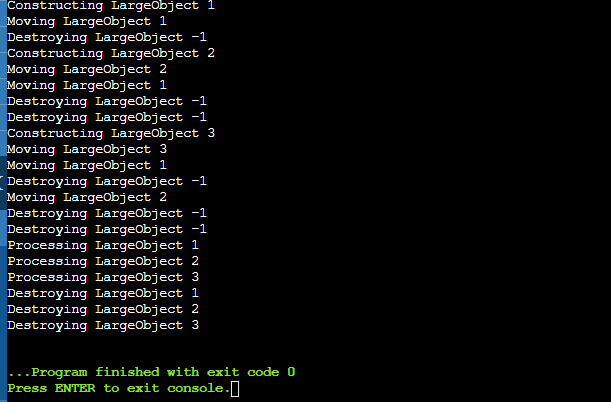 Constructing LargeObject 1
Moving LargeObject 1
Destroying LargeObject -1
Constructing LargeObject 2
Moving LargeObject 2
Moving LargeObject 1
Destroying LargeObject -1
Destroying LargeObject -1
Constructing LargeObject 3
Moving LargeObject 3
Moving LargeObject 1
Destroying LargeObject -1
Moving LargeObject 2
Destroying LargeObject -1
Destroying LargeObject -1
Processing LargeObject 1
Processing LargeObject 2
Processing LargeObject 3
Destroying LargeObject 1
Destroying LargeObject 2
Destroying LargeObject 3
...Program finished with exit code 0
Press ENTER to exit console.